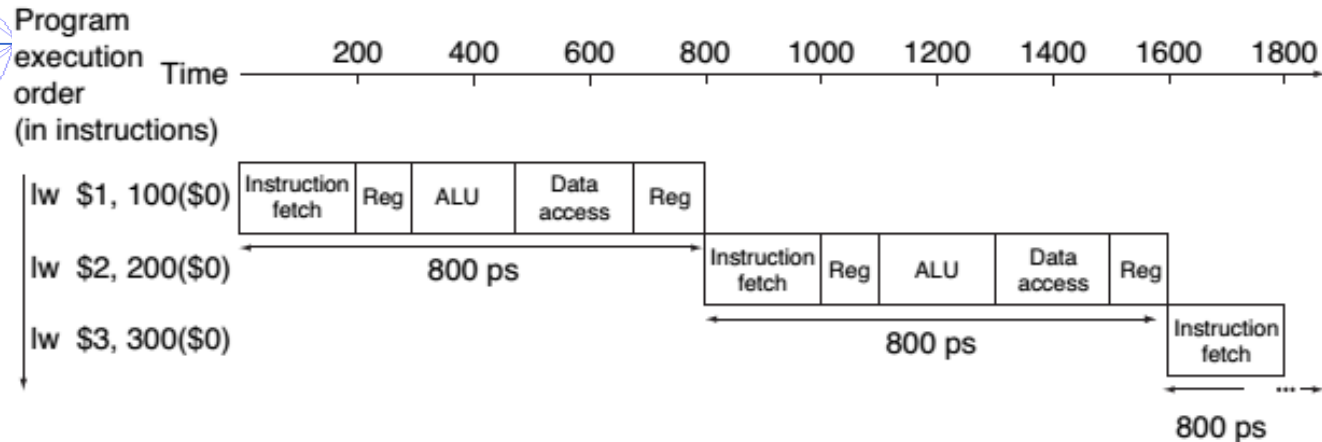 Program
execution
order
(in instructions)
Time
200 400 600 800 1000 1200 1400 1600 1800
lw $1, 100($0)
Instruction
fetch
Reg
ALU
Data
access
Reg
800 ps
lw $2, 200($0)
Instruction
fetch
Reg
ALU
Data
access
Reg
800 ps
lw $3, 300($0)
Instruction
fetch
...
800 ps